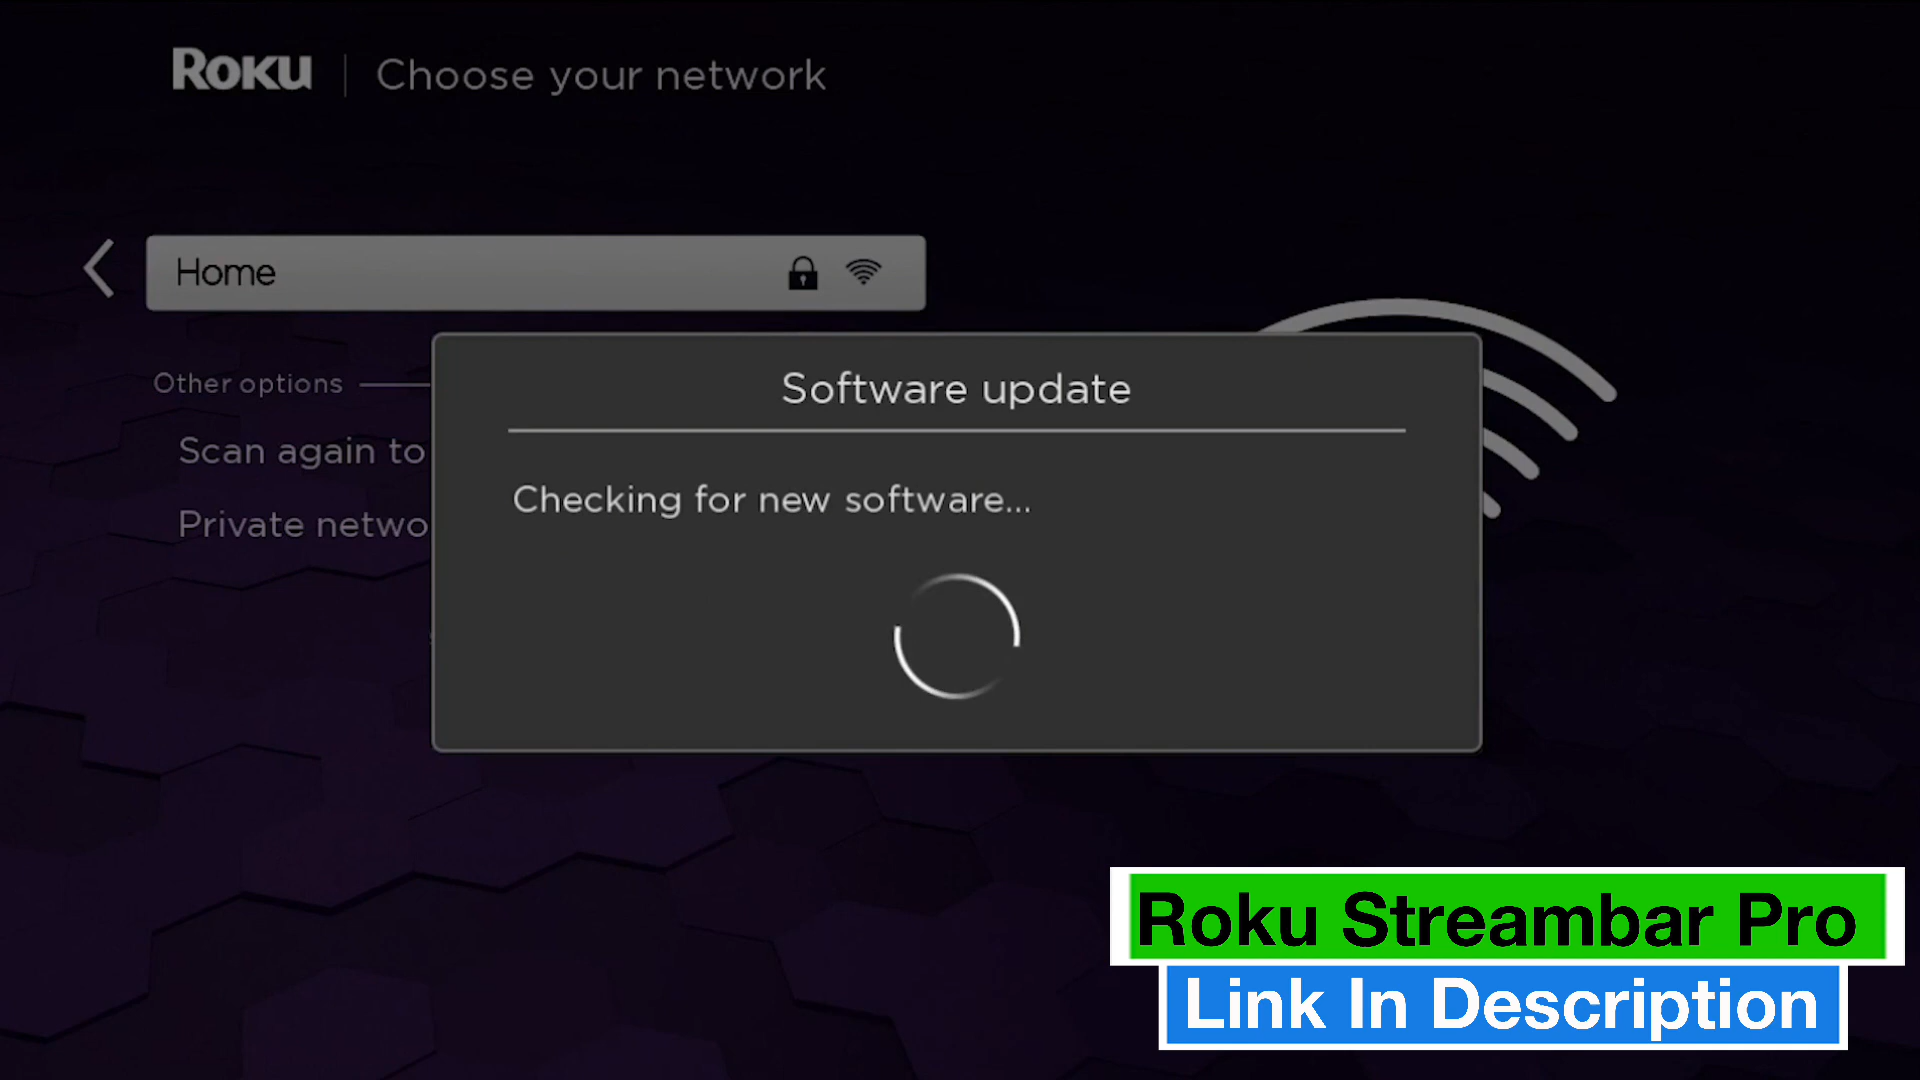 Roku
Choose your network
Home
Other options
Scan again to
Private netwo
Software update
Checking for new software...
Roku Streambar Pro
Link In Description